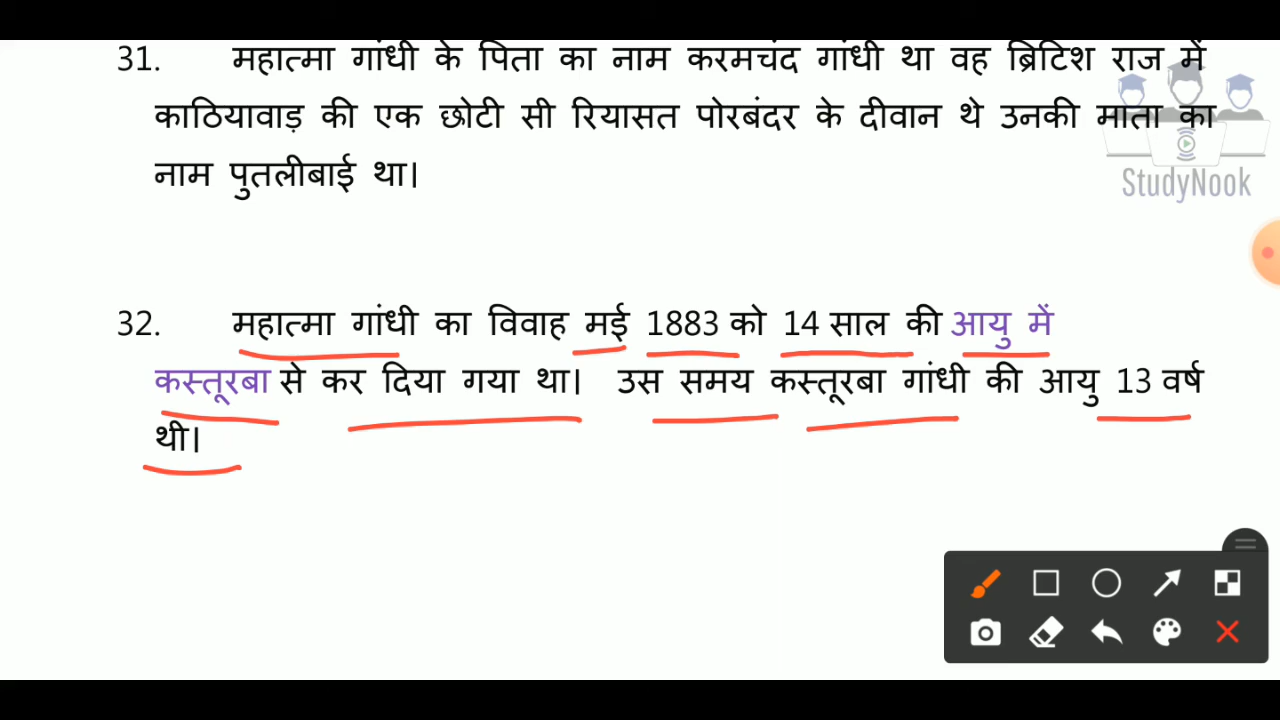 31. महात्मा गांधी के पिता का नाम करमचंद गांधी था वह ब्रिटिश राज में
काठियावाड़ की एक छोटी सी रियासत पोरबंदर के दीवान थे उनकी माता का
नाम पुतलीबाई था।
StudyNook
32. महात्मा गांधी का विवाह मई 1883 को 14 साल की आयु में
कस्तूरबा से कर दिया गया था। उस समय कस्तूरबा गांधी की आयु 13 वर्ष
थी।